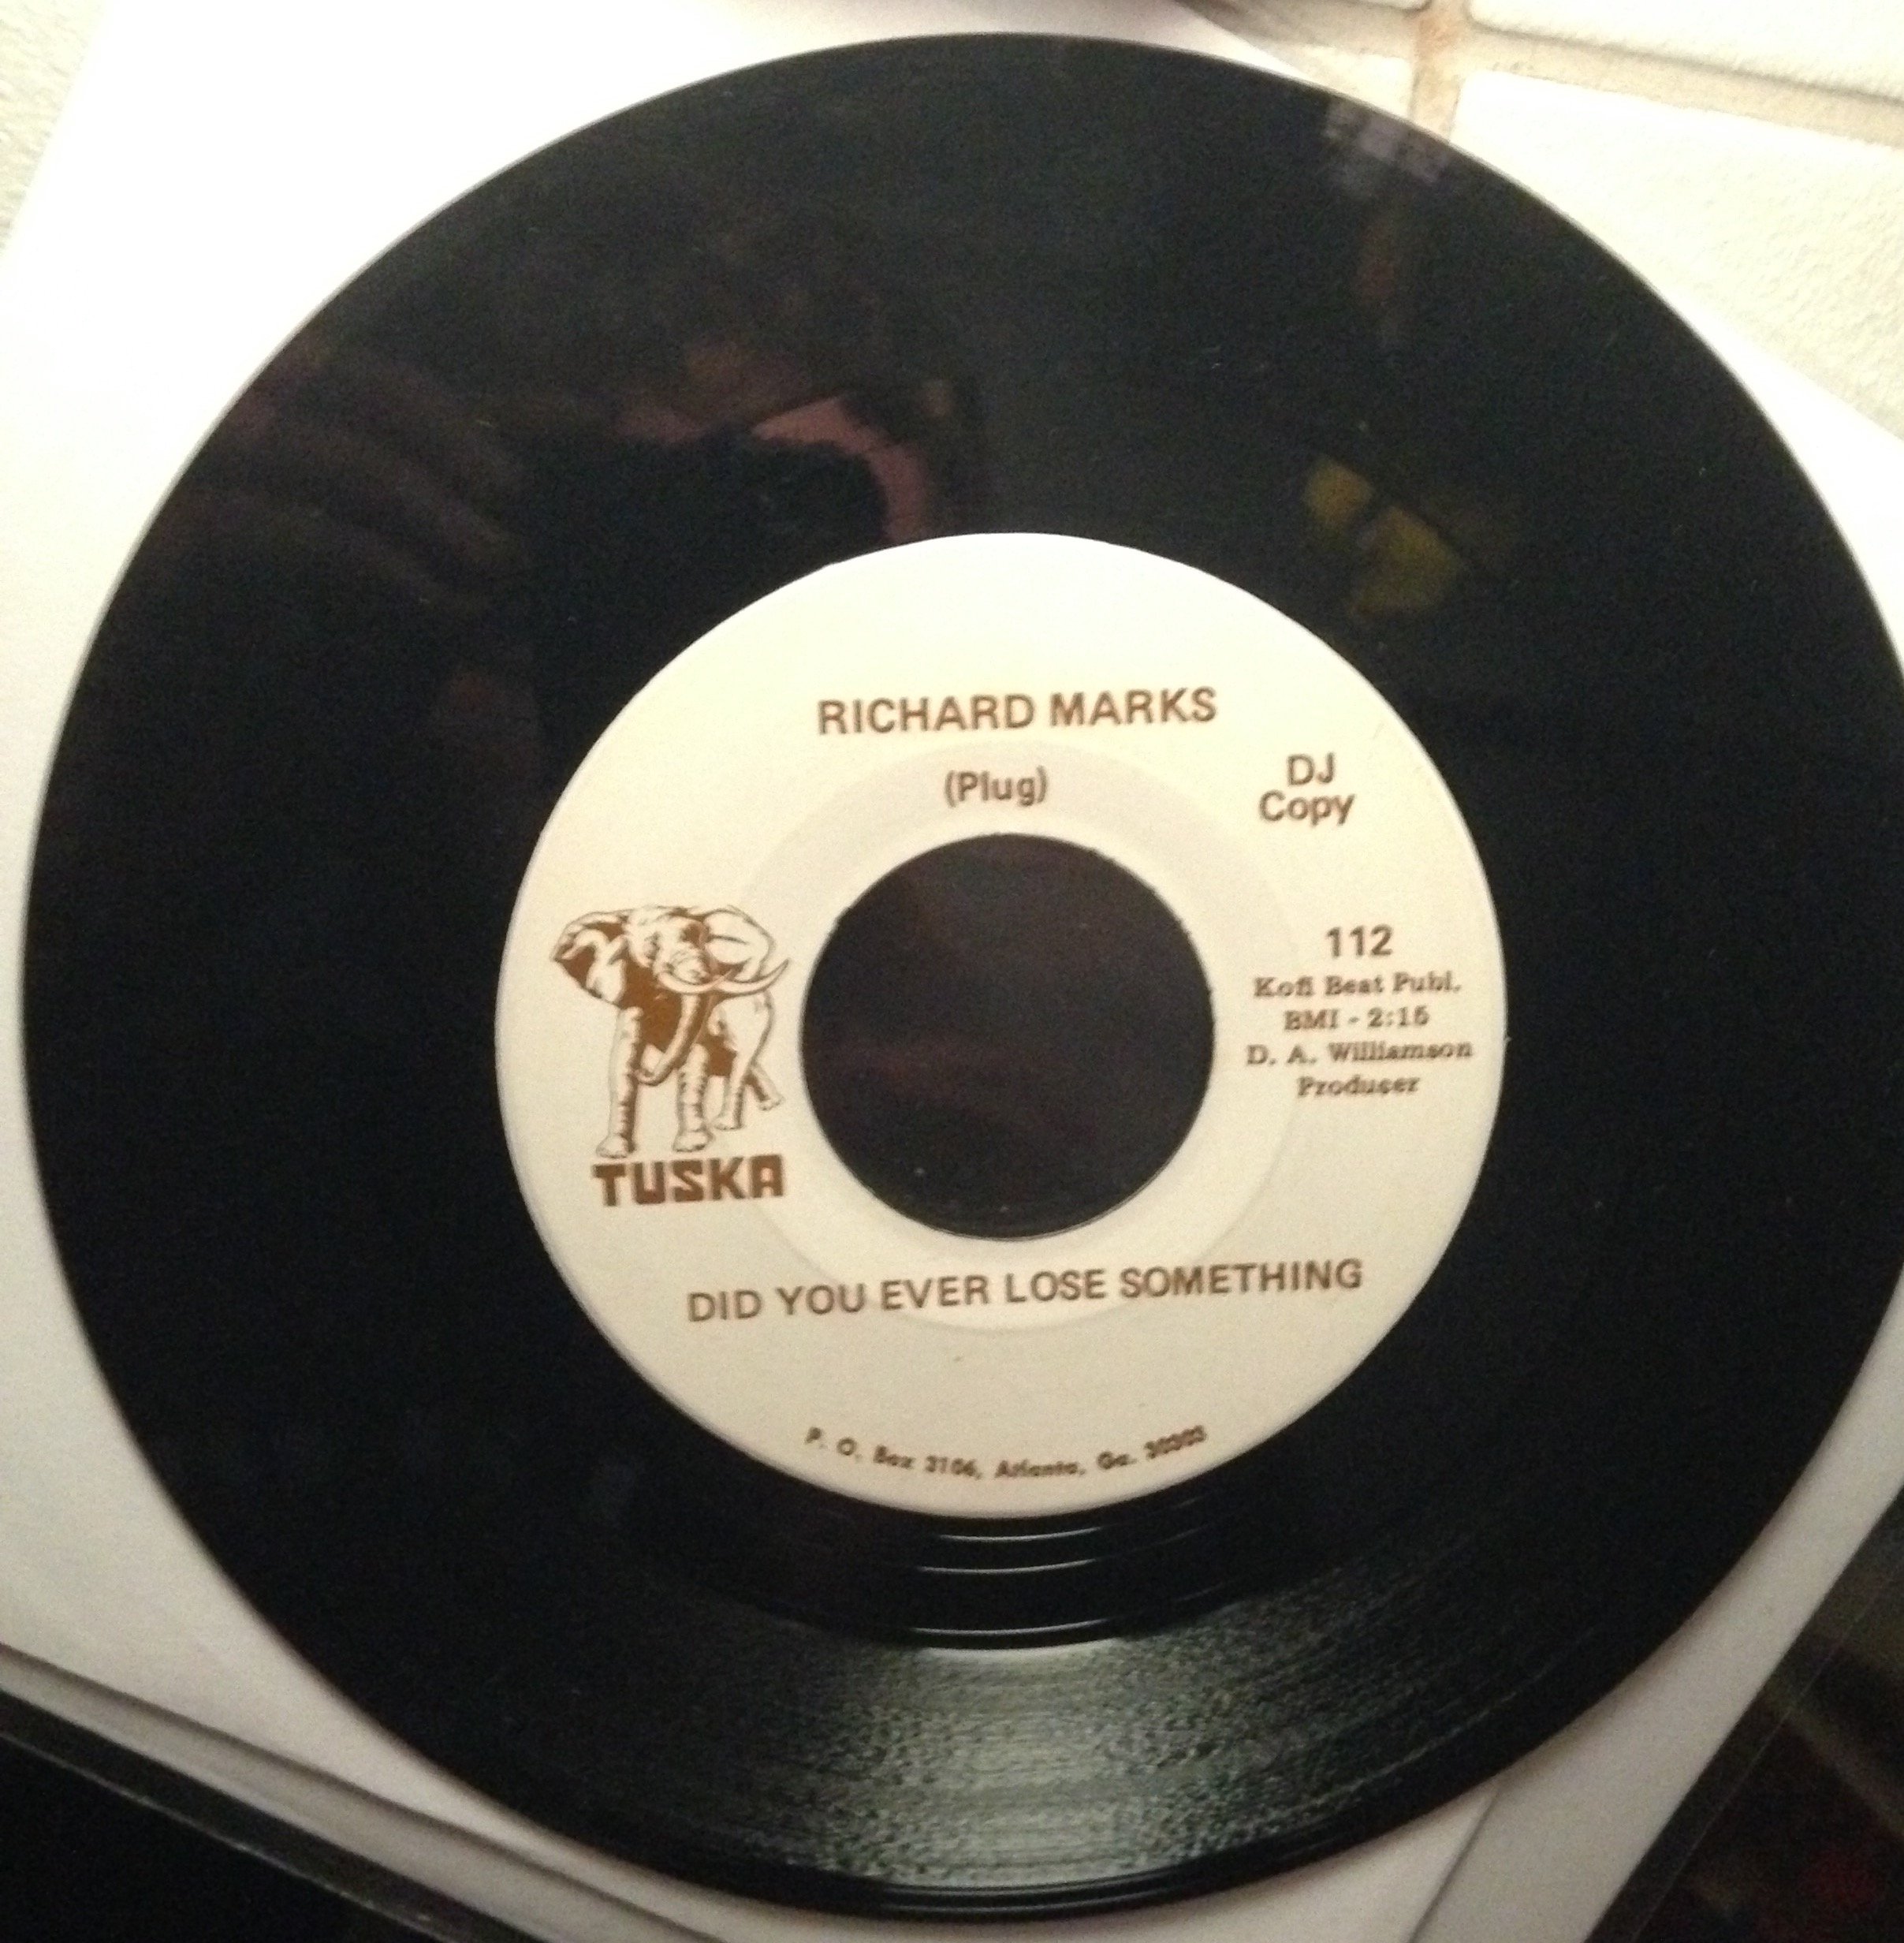 RICHARD MARKS
(Plug)
DJ
Copy
112
Kofi Beat Publ.
BMI - 2:15
D. A. Williamson
Producer
TUSKA
DID YOU EVER LOSE SOMETHING
P. O. Box 3106, Atlanta, Ga. 30303